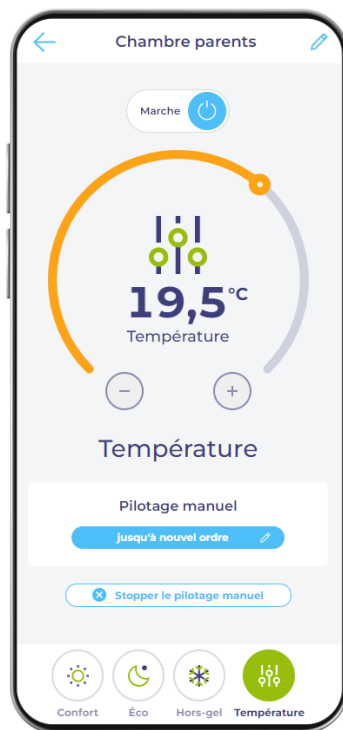 Chambre parents
Marche
19,5°C
Température
Température
Pilotage manuel
jusqu'à nouvel ordre
Stopper le pilotage manuel
Confort Éco Hors-gel Température